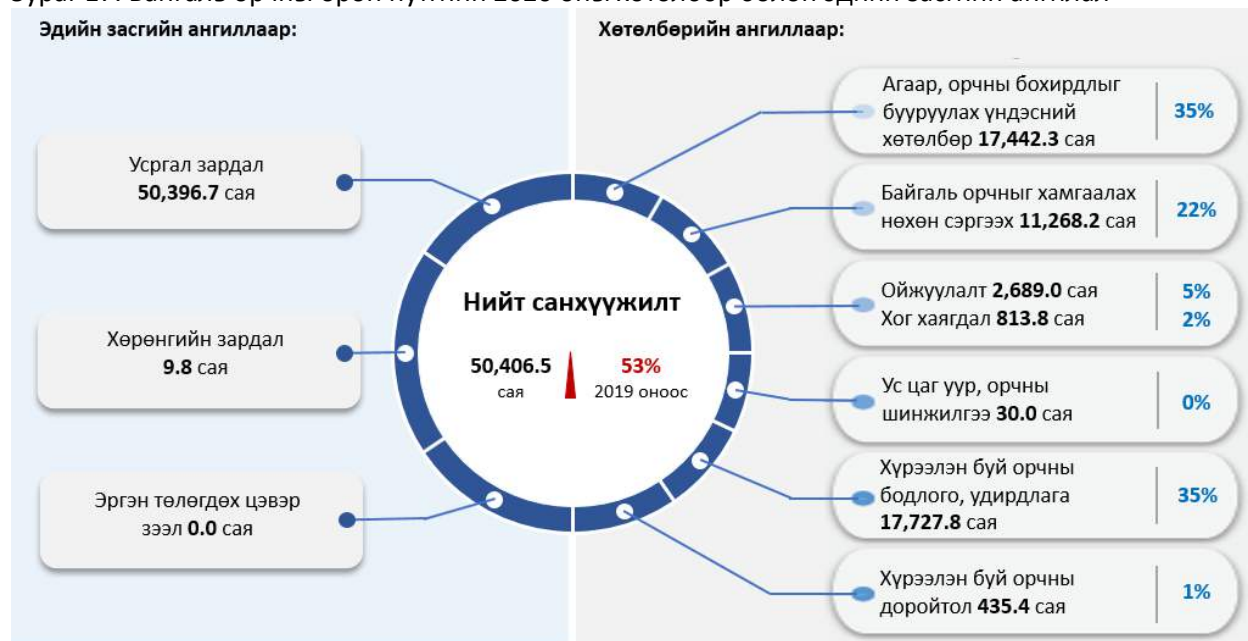 Эдийн засгийн ангиллаар:
Усргал зардал
50,396.7 сая
Хөрөнгийн зардал
9.8 сая
Эргэн төлөгдөх цэвэр
зээл 0.0 сая
Нийт санхүүжилт
50,406.5
сая
53%
2019 оноос
Хөтөлбөрийн ангиллаар:
Агаар, орчны бохирдлыг
бууруулах үндэсний
хөтөлбөр 17,442.3 сая
35%
Байгаль орчныг хамгаалах
нөхөн сэргээх 11,268.2 сая
22%
Ойжуулалт 2,689.0 сая
5%
Хог хаягдал 813.8 сая
2%
Ус цаг уур, орчны
шинжилгээ 30.0 сая
0%
Хүрээлэн буй орчны
бодлого, удирдлага
17,727.8 сая
35%
Хүрээлэн буй орчны
доройтол 435.4 сая
1%